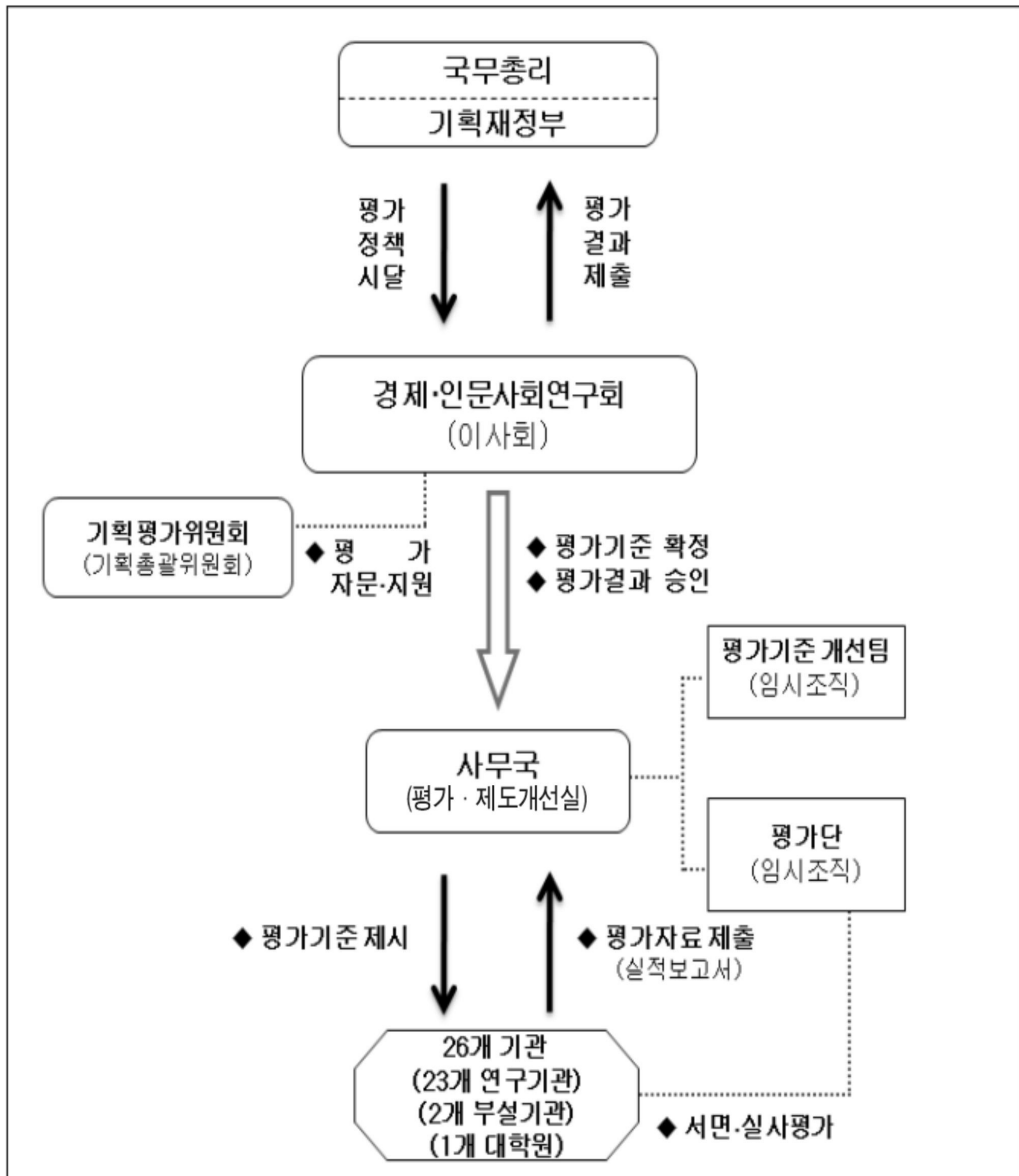 국무총리
기획재정부
평가
정책
시달
평가
결과
제출
경제·인문사회연구회
(이사회)
기획평가위원회
(기획총괄위원회)
◆ 평 가
자문·지원
◆ 평가기준 확정
◆ 평가결과 승인
평가기준 개선팀
(임시조직)
사무국
(평가·제도개선실)
평가단
(임시조직)
◆ 평가기준 제시
◆ 평가자료 제출
(실적보고서)
26개 기관
(23개 연구기관)
(2개 부설기관)
(1개 대학원)
◆ 서면·실사평가